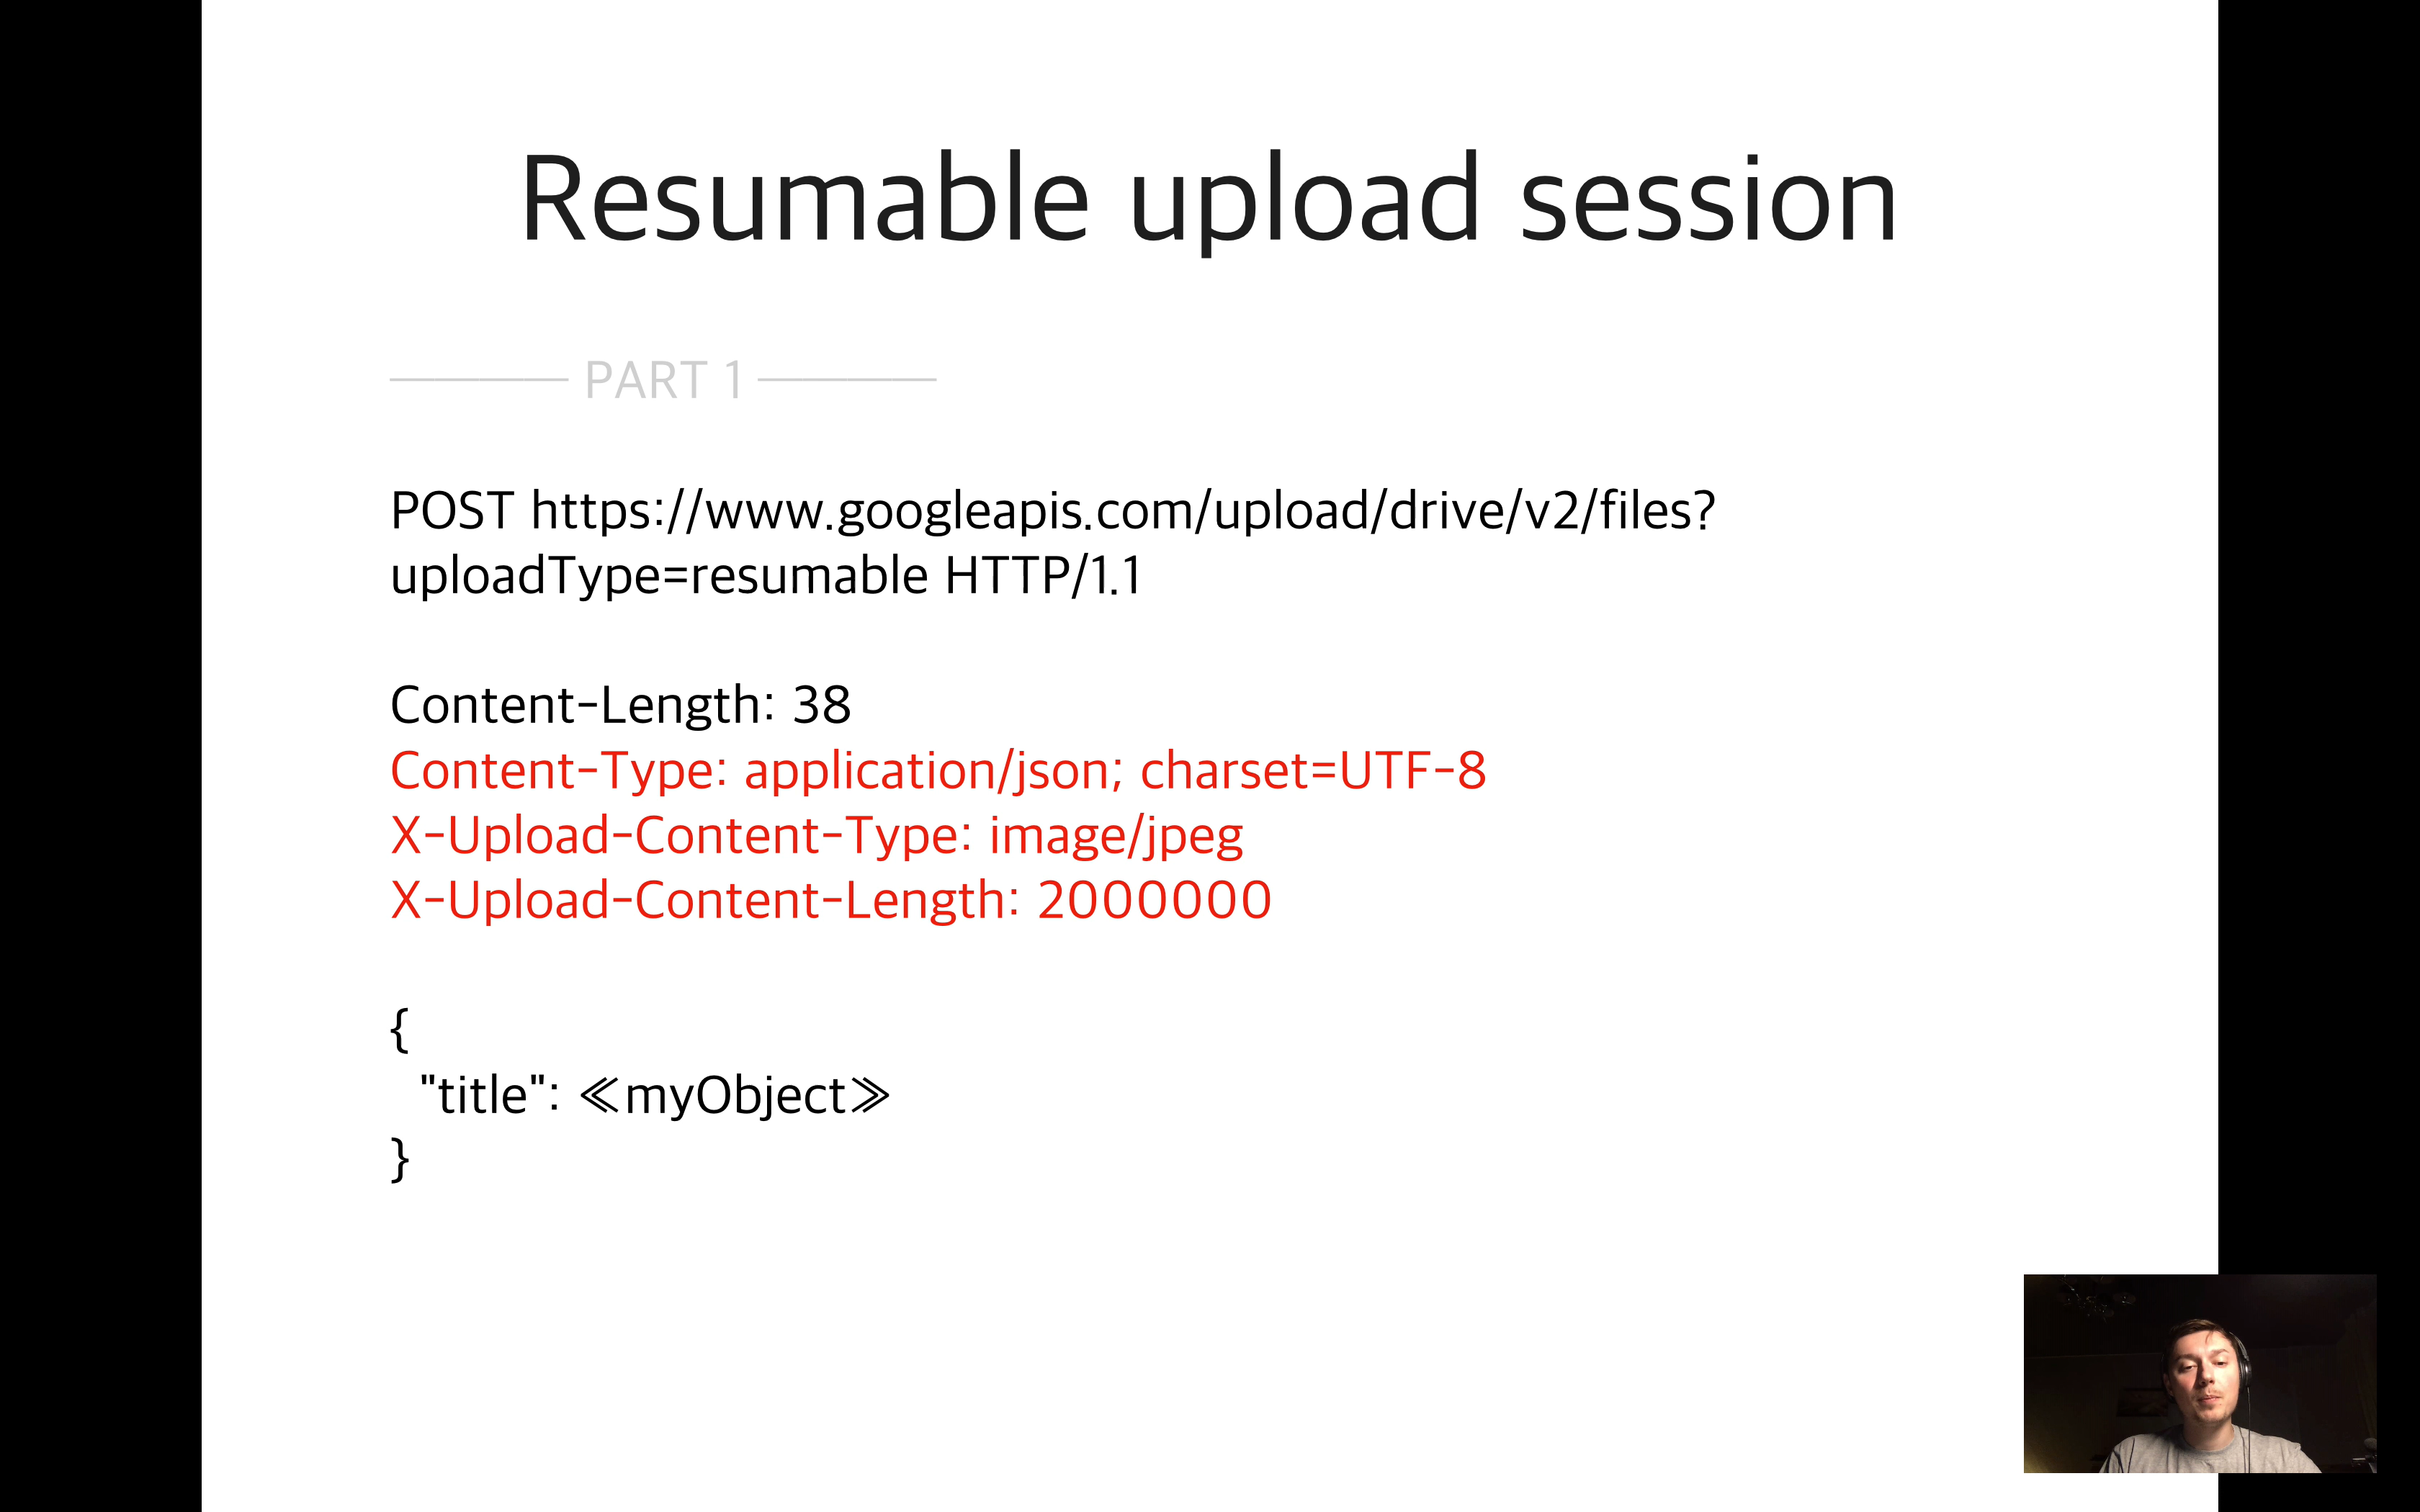 Resumable upload session
PART 1
POST https://www.googleapis.com/upload/drive/v2/files?
uploadType=resumable HTTP/1.1
Content-Length: 38
Content-Type: application/json; charset=UTF-8
X-Upload-Content-Type: image/jpeg
X-Upload-Content-Length: 2000000
{
"title": ≪myObject≫
}